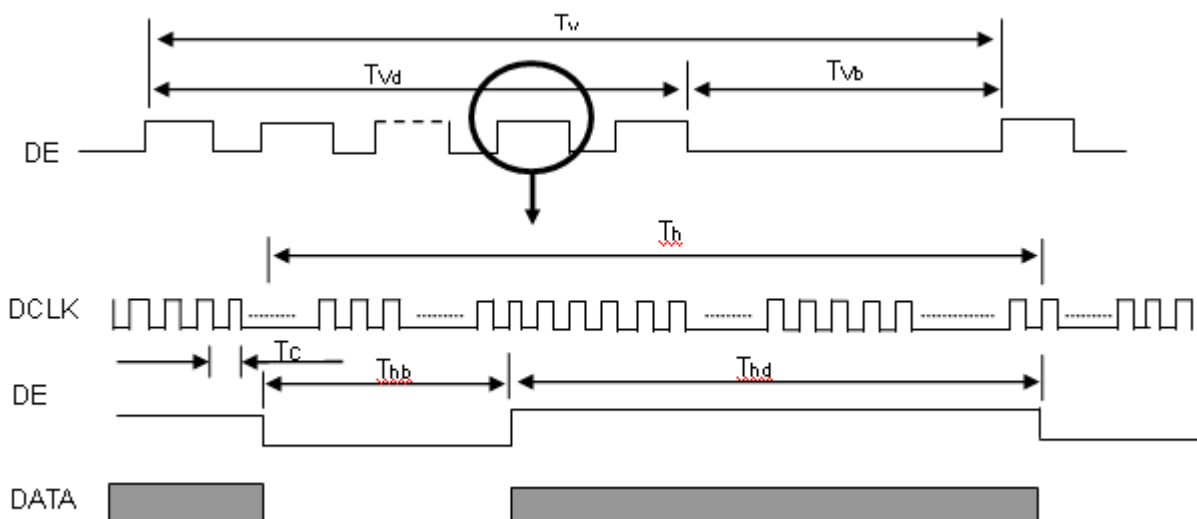 Tv
Tvd
Tvb
DE
Th
DCLK
Tc
Thb
Thd
DE
DATA